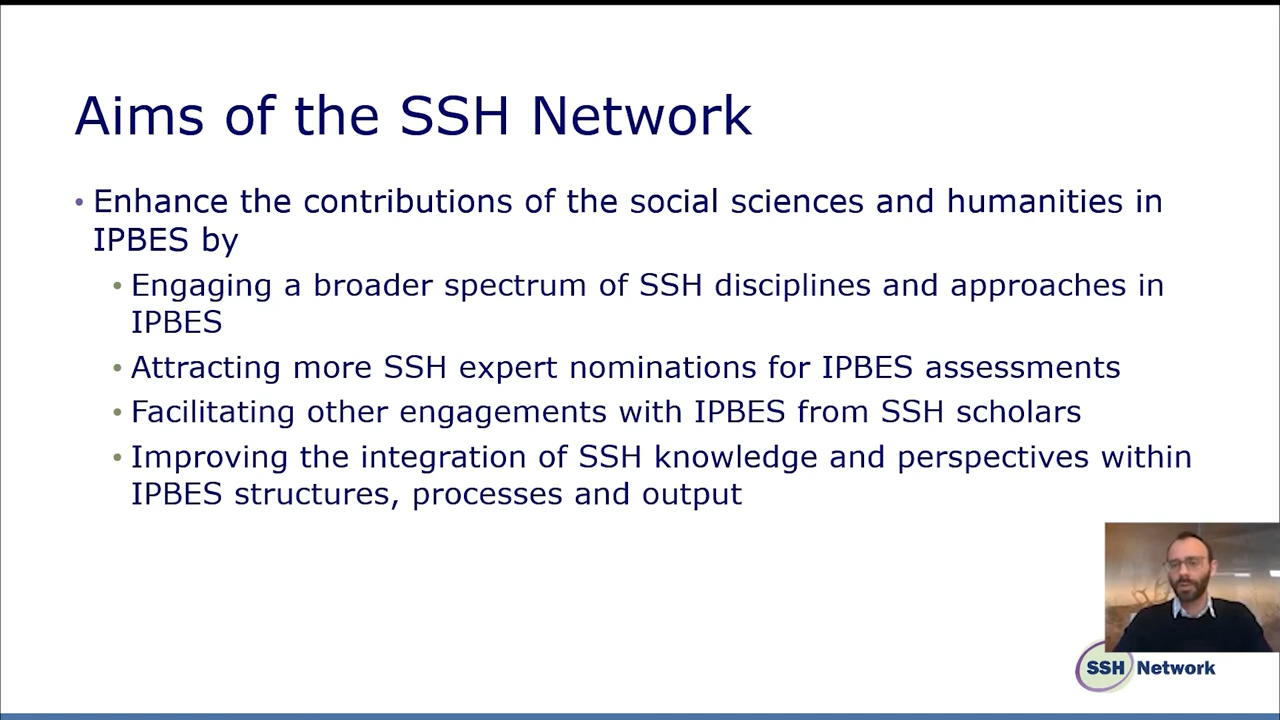 Aims of the SSH Network
• Enhance the contributions of the social sciences and humanities in
IPBES by
• Engaging a broader spectrum of SSH disciplines and approaches in
IPBES
• Attracting more SSH expert nominations for IPBES assessments
• Facilitating other engagements with IPBES from SSH scholars
• Improving the integration of SSH knowledge and perspectives within
IPBES structures, processes and output
SSH Network